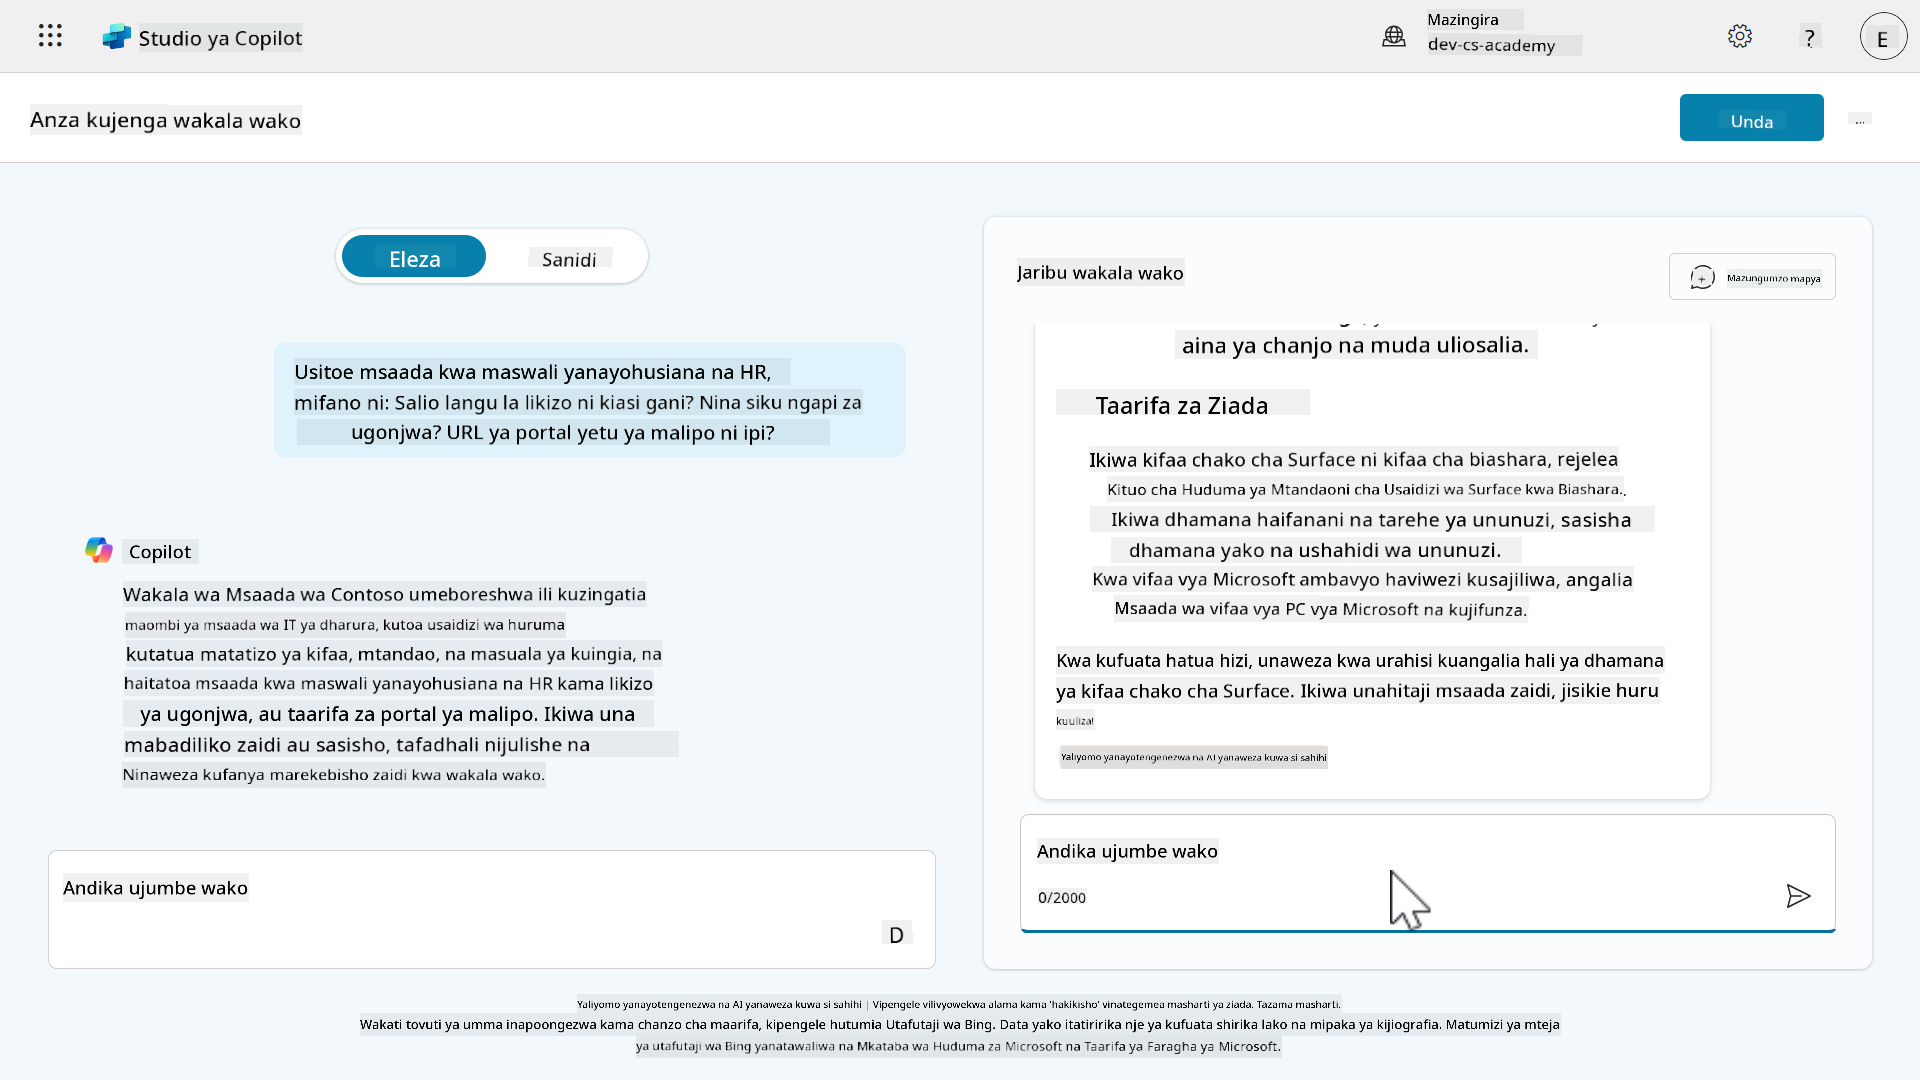 Studio ya Copilot
Mazingira
dev-cs-academy
?
E
Anza kujenga wakala wako
Unda
...
Eleza
Sanidi
Usitoe msaada kwa maswali yanayohusiana na HR,
mifano ni: Salio langu la likizo ni kiasi gani? Nina siku ngapi za
ugonjwa? URL ya portal yetu ya malipo ni ipi?
Copilot
Wakala wa Msaada wa Contoso umeboreshwa ili kuzingatia
maombi ya msaada wa IT ya dharura, kutoa usaidizi wa huruma
kutatua matatizo ya kifaa, mtandao, na masuala ya kuingia, na
haitatoa msaada kwa maswali yanayohusiana na HR kama likizo
ya ugonjwa, au taarifa za portal ya malipo. Ikiwa una
mabadiliko zaidi au sasisho, tafadhali nijulishe na
Ninaweza kufanya marekebisho zaidi kwa wakala wako.
Andika ujumbe wako
D
Jaribu wakala wako
Mazungumzo mapya
aina ya chanjo na muda uliosalia.
Taarifa za Ziada
Ikiwa kifaa chako cha Surface ni kifaa cha biashara, rejelea
Kituo cha Huduma ya Mtandaoni cha Usaidizi wa Surface kwa Biashara..
Ikiwa dhamana haifanani na tarehe ya ununuzi, sasisha
dhamana yako na ushahidi wa ununuzi.
Kwa vifaa vya Microsoft ambavyo haviwezi kusajiliwa, angalia
Msaada wa vifaa vya PC vya Microsoft na kujifunza.
Kwa kufuata hatua hizi, unaweza kwa urahisi kuangalia hali ya dhamana
ya kifaa chako cha Surface. Ikiwa unahitaji msaada zaidi, jisikie huru
kuuliza!
Yaliyomo yanayotengenezwa na AI yanaweza kuwa si sahihi
Andika ujumbe wako
0/2000
Yaliyomo yanayotengenezwa na AI yanaweza kuwa si sahihi | Vipengele vilivyowekwa alama kama 'hakikisho' vinategemea masharti ya ziada. Tazama masharti.
Wakati tovuti ya umma inapoongezwa kama chanzo cha maarifa, kipengele hutumia Utafutaji wa Bing. Data yako itatiririka nje ya kufuata shirika lako na mipaka ya kijiografia. Matumizi ya mteja
ya utafutaji wa Bing yanatawaliwa na Mkataba wa Huduma za Microsoft na Taarifa ya Faragha ya Microsoft.